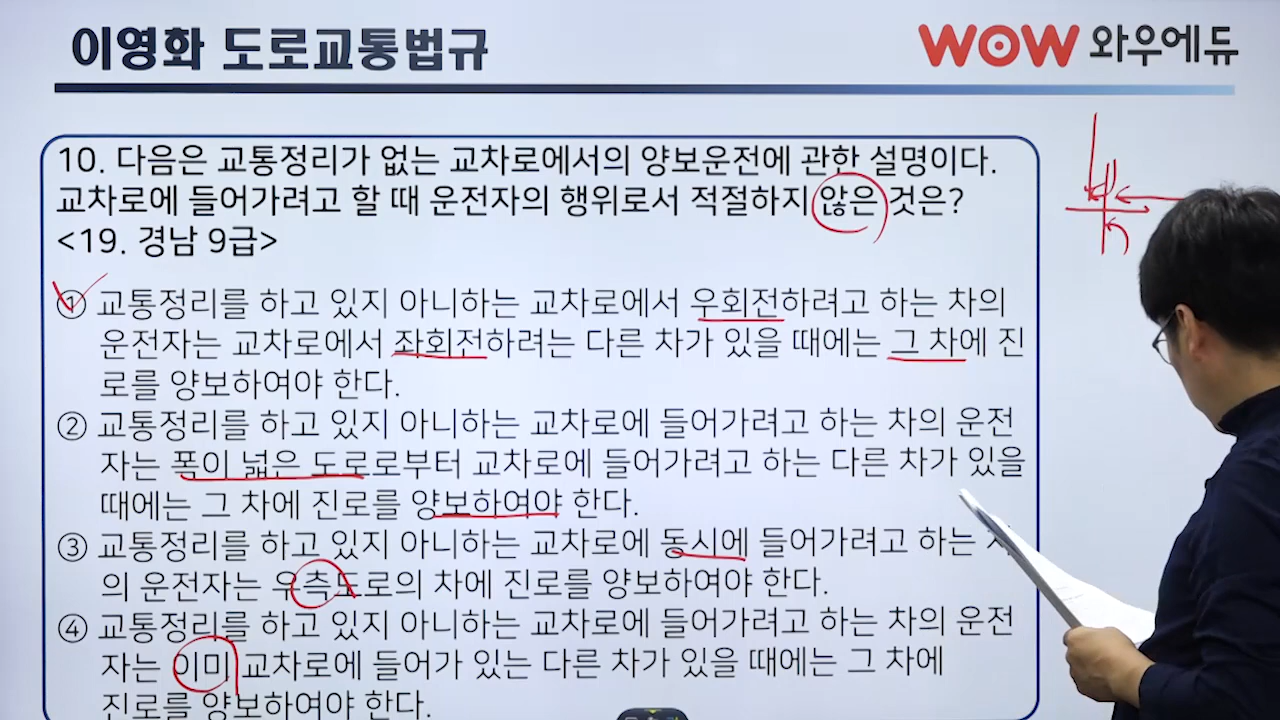 이영화 도로교통법규
WOW 와우에듀
10. 다음은 교통정리가 없는 교차로에서의 양보운전에 관한 설명이다.
교차로에 들어가려고 할 때 운전자의 행위로서 적절하지 않은 것은?
<19. 경남 9급>
① 교통정리를 하고 있지 아니하는 교차로에서 우회전하려고 하는 차의
운전자는 교차로에서 좌회전하려는 다른 차가 있을 때에는 그 차에 진
로를 양보하여야 한다.
② 교통정리를 하고 있지 아니하는 교차로에 들어가려고 하는 차의 운전
자는 폭이 넓은 도로로부터 교차로에 들어가려고 하는 다른 차가 있을
때에는 그 차에 진로를 양보하여야 한다.
③ 교통정리를 하고 있지 아니하는 교차로에 동시에 들어가려고 하는
의 운전자는 우측도로의 차에 진로를 양보하여야 한다.
④ 교통정리를 하고 있지 아니하는 교차로에 들어가려고 하는 차의 운전
자는 이미 교차로에 들어가 있는 다른 차가 있을 때에는 그 차에
진로를 양보하여야 한다.